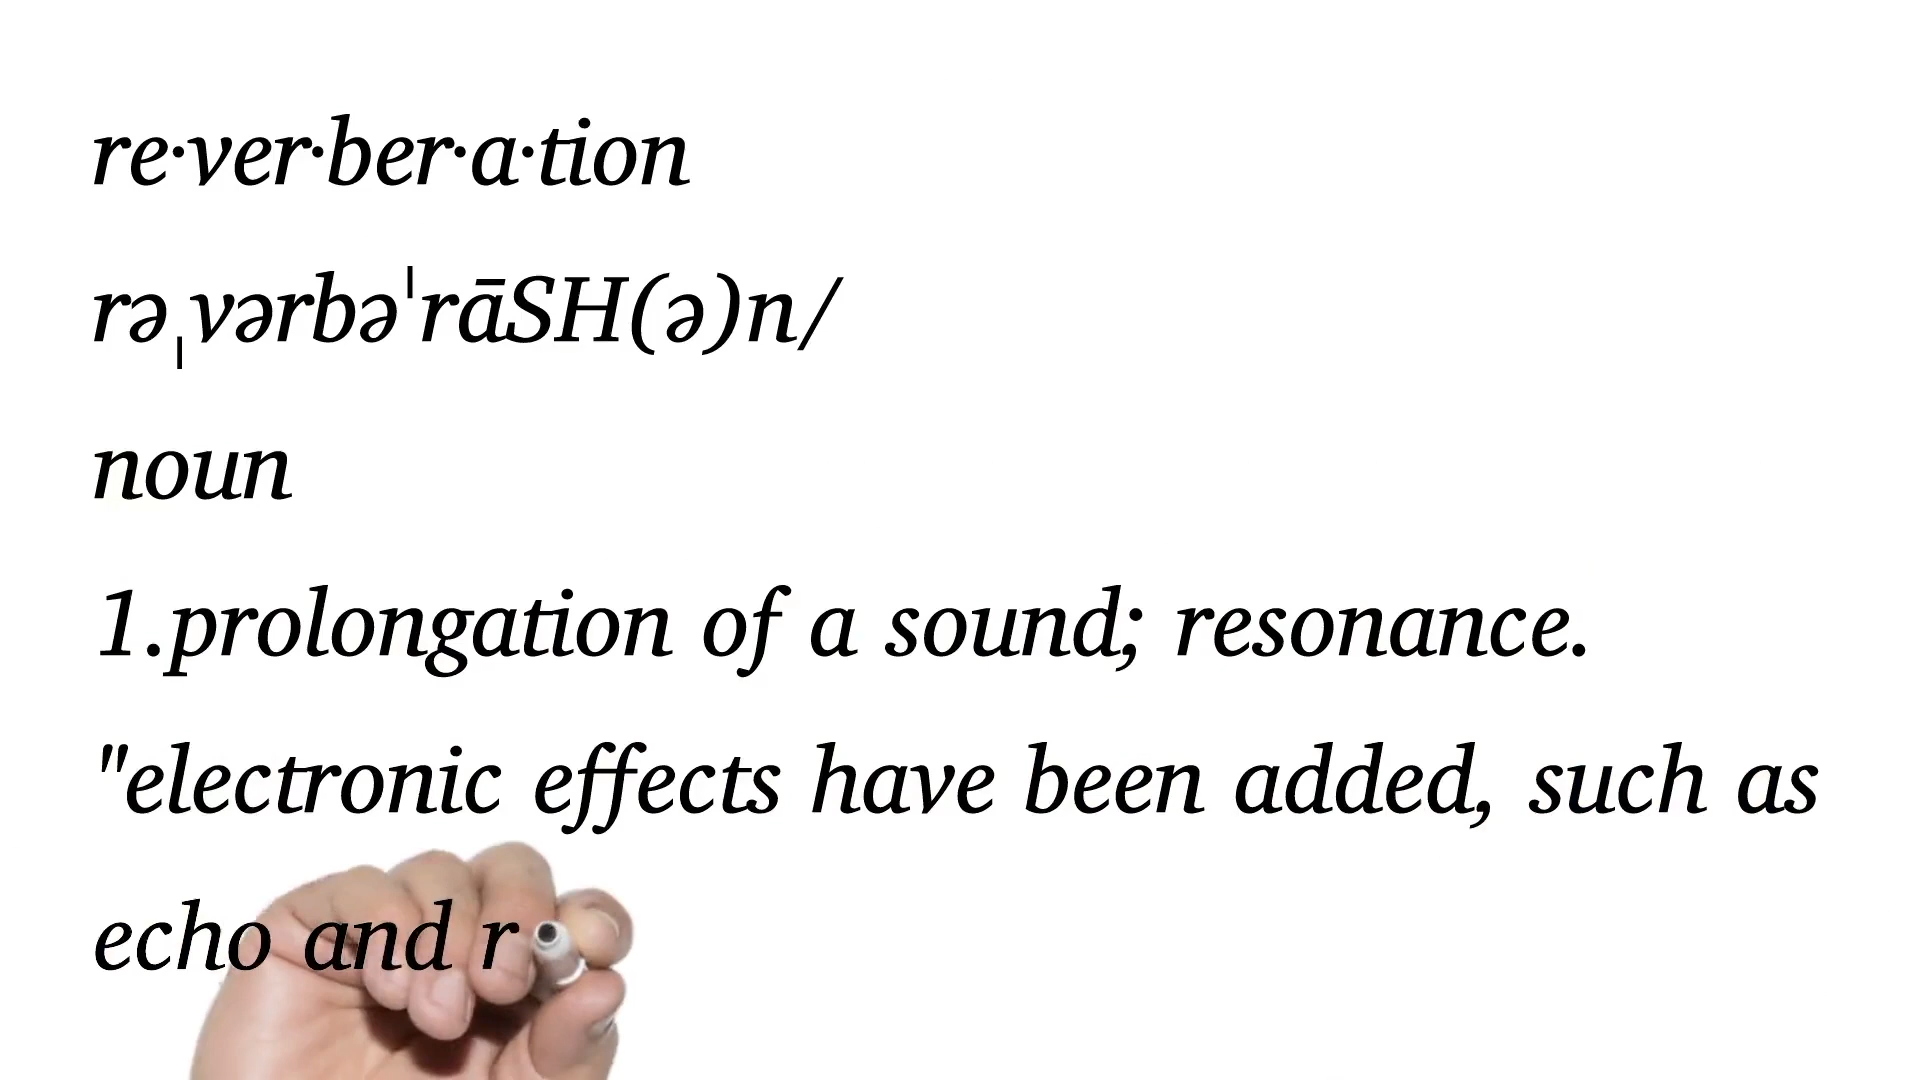 re·ver·ber·a·tion
rəˌvərbəˈrāSH(ə)n/
noun
1.prolongation of a sound; resonance.
"electronic effects have been added, such as
echo and r